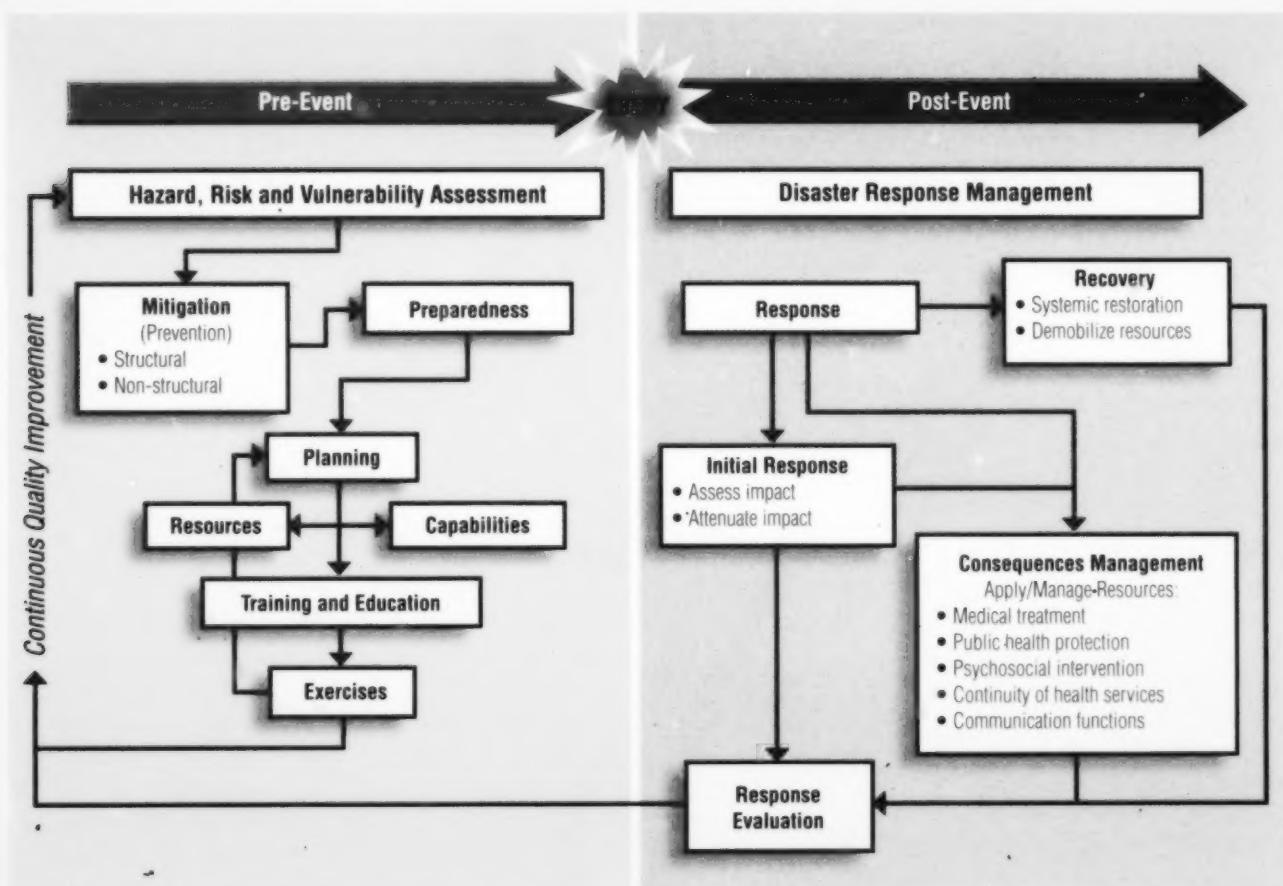 Pre-Event
Post-Event
Hazard, Risk and Vulnerability Assessment
Mitigation
(Prevention)
• Structural
• Non-structural
Preparedness
Planning
Resources
Capabilities
Training and Education
Exercises
Continuous Quality Improvement
Disaster Response Management
Response
Recovery
• Systemic restoration
• Demobilize resources
Initial Response
• Assess impact
• Attenuate impact
Consequences Management
Apply/Manage Resources:
• Medical treatment
• Public health protection
• Psychosocial intervention
• Continuity of health services
• Communication functions
Response
Evaluation